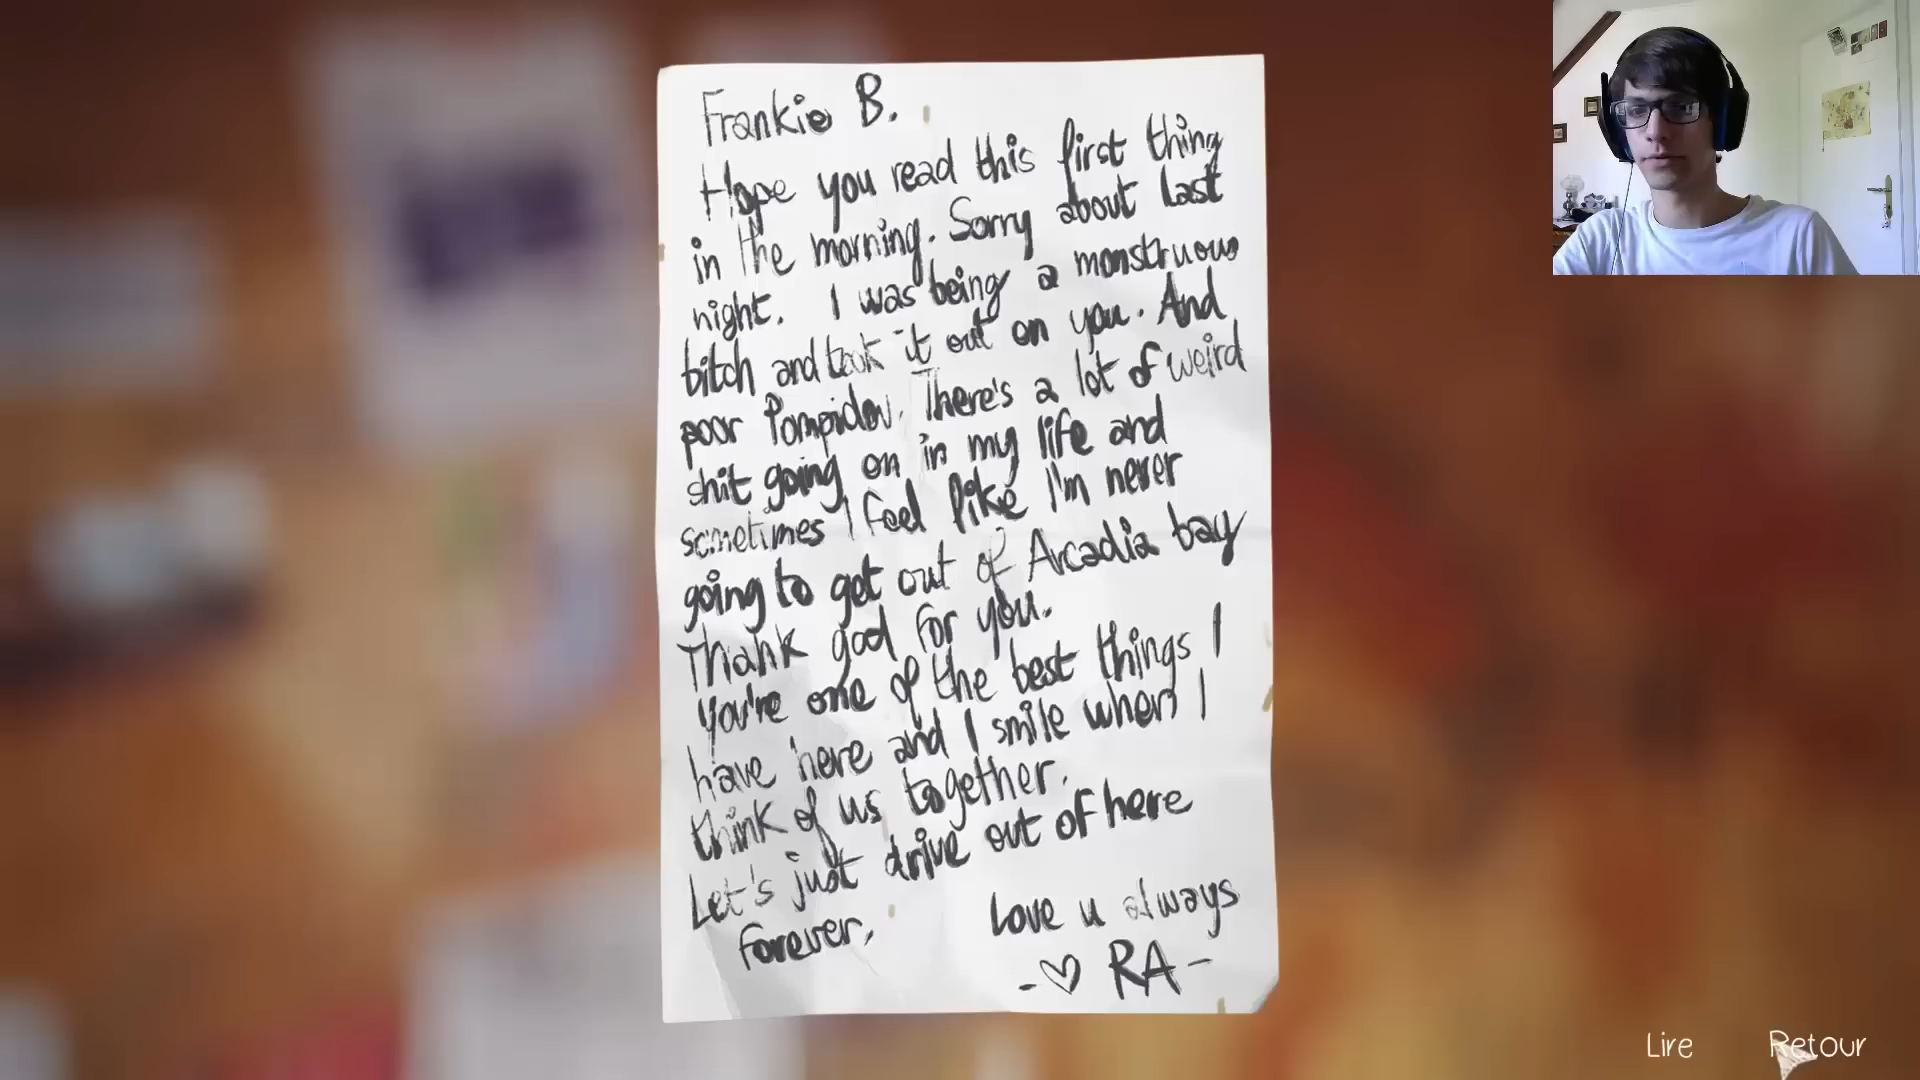 Frankie B.
Hope you read this first thing
in the morning. Sorry about last
night. I was being a monstruous
bitch and took it out on you. And
poor Pompidou. There's a lot of weird
shit going on in my life and
sometimes I feel like I'm never
going to get out of Arcadia bay
Thank god for you.
You're one of the best things I
have here and I smile when I
think of us together.
Let's just drive out of here
forever,
Love u always
-♡ RA-
Lire Retour